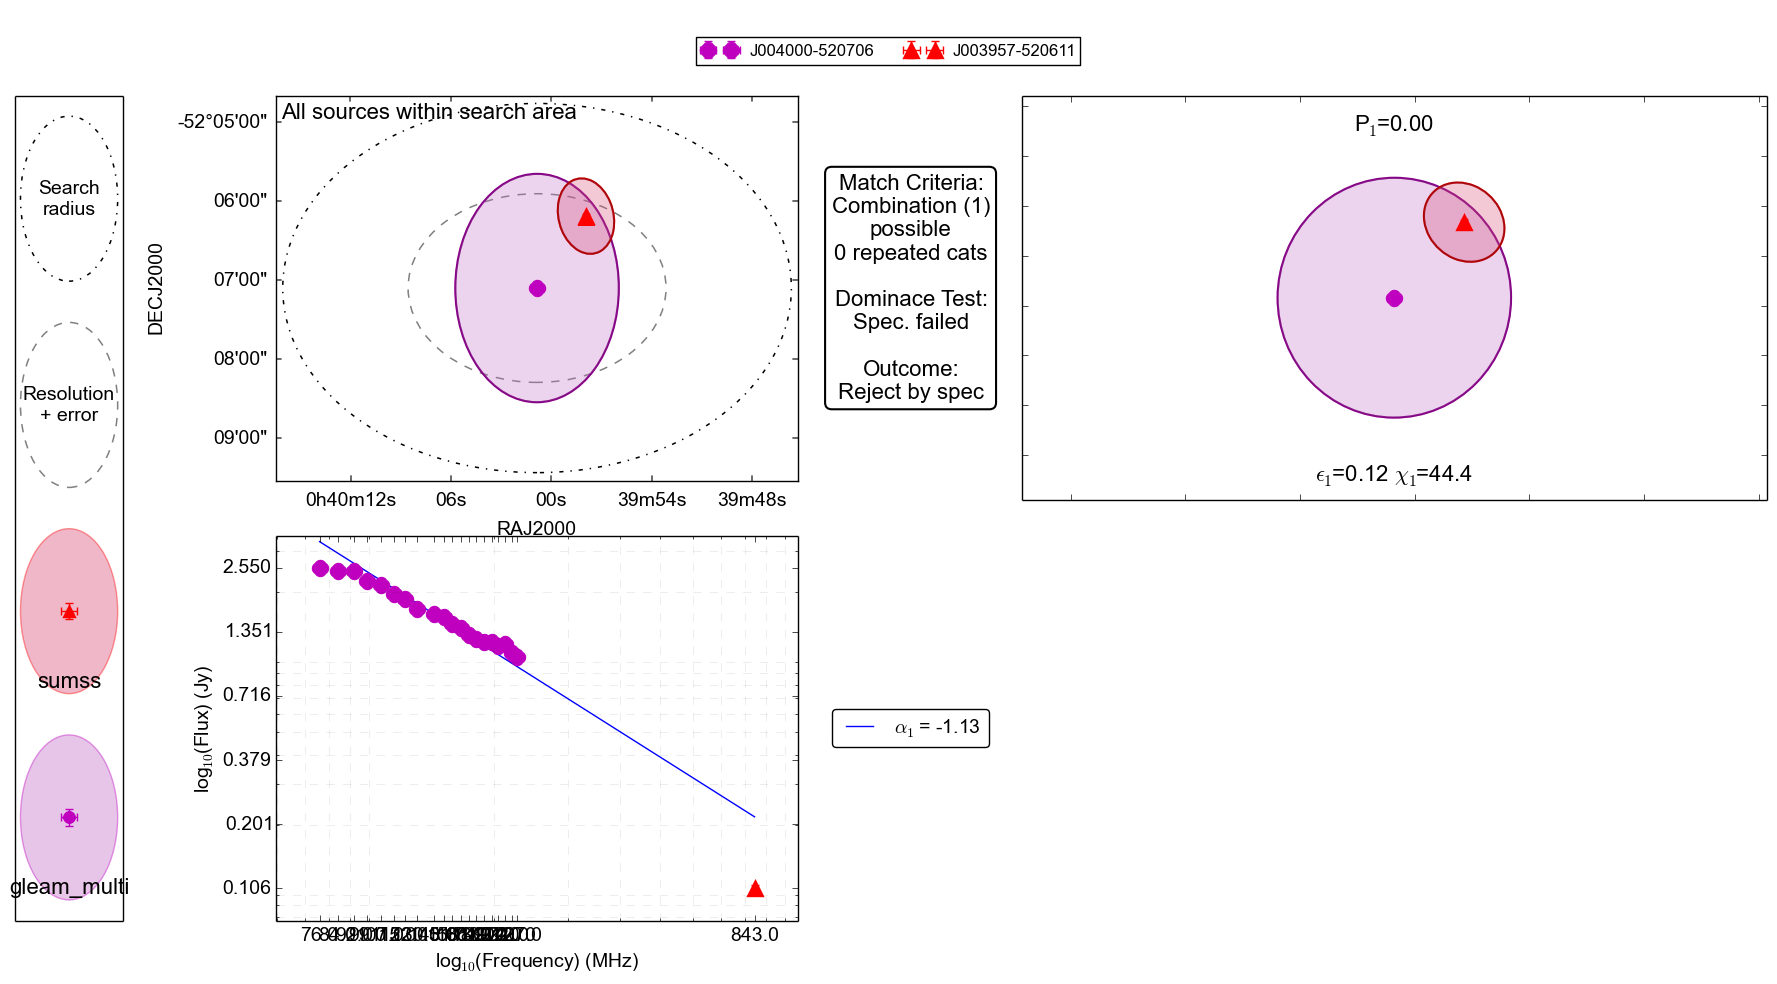 J004000-520706
J003957-520611
Search
radius
Resolution
+ error
sumss
gleam_multi
All sources within search area
DECJ2000
-52°05'00"
06'00"
07'00"
08'00"
09'00"
0h40m12s
06s
00s
39m54s
39m48s
RAJ2000
Match Criteria:
Combination (1)
possible
0 repeated cats
Dominace Test:
Spec. failed
Outcome:
Reject by spec
P₁=0.00
ϵ₁=0.12 χ₁=44.4
log₁₀(Flux) (Jy)
2.550
1.351
0.716
0.379
0.201
0.106
843.0
log₁₀(Frequency) (MHz)
α₁ = -1.13